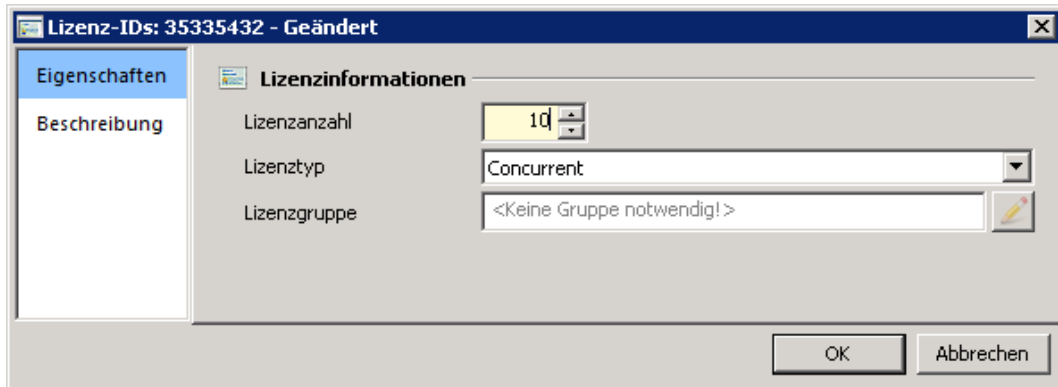 Lizenz-IDs: 35335432 - Geändert
Eigenschaften
Beschreibung
Lizenzinformationen
Lizenzanzahl 10
Lizenztyp Concurrent
Lizenzgruppe <Keine Gruppe notwendig!>
OK Abbrechen